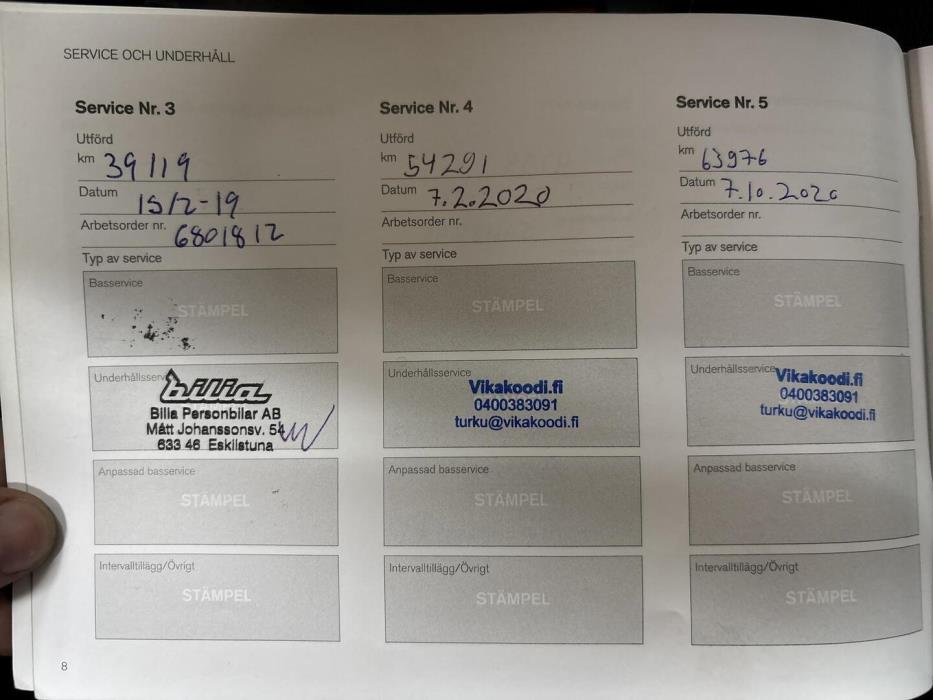 SERVICE OCH UNDERHÅLL
Service Nr. 3
Utförd
km 39119
Datum 15/2-19
Arbetsorder nr. 6801812
Typ av service
Basservice
STÄMPEL
Underhållsserv
bilia
Bilia Personbilar AB
Mått Johanssonsv. 54
633 46 Eskilstuna
Anpassad basservice
STÄMPEL
Intervalltillägg/Övrigt
STÄMPEL
Service Nr. 4
Utförd
km 54291
Datum 7.2.2020
Arbetsorder nr.
Typ av service
Basservice
STÄMPEL
Underhållsservice
Vikakoodi.fi
0400383091
turku@vikakoodi.fi
Anpassad basservice
STÄMPEL
Intervalltillägg/Övrigt
STÄMPEL
Service Nr. 5
Utförd
km 63976
Datum 7.10.2020
Arbetsorder nr.
Typ av service
Basservice
STÄMPEL
Underhållsservice
Vikakoodi.fi
0400383091
turku@vikakoodi.fi
Anpassad basservice
STÄMPEL
Intervalltillägg/Övrigt
STÄMPEL
8